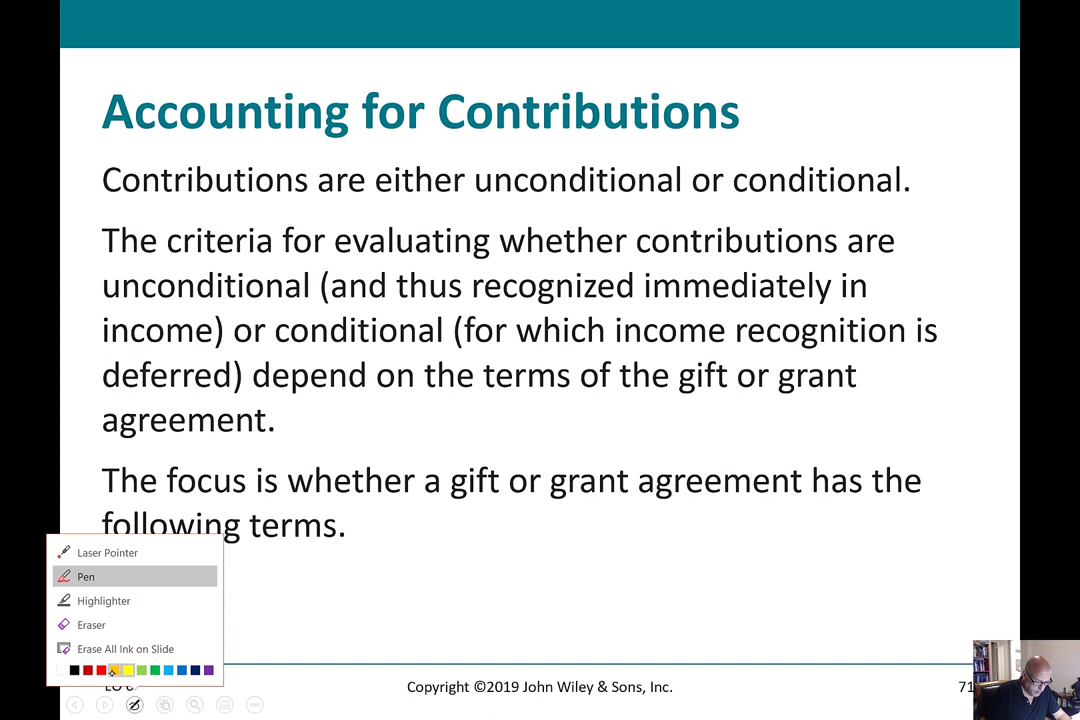 Accounting for Contributions
Contributions are either unconditional or conditional.
The criteria for evaluating whether contributions are
unconditional (and thus recognized immediately in
income) or conditional (for which income recognition is
deferred) depend on the terms of the gift or grant
agreement.
The focus is whether a gift or grant agreement has the
following terms.
Laser Pointer
Pen
Highlighter
Eraser
Erase All Ink on Slide
LO 6
Copyright ©2019 John Wiley & Sons, Inc.
71